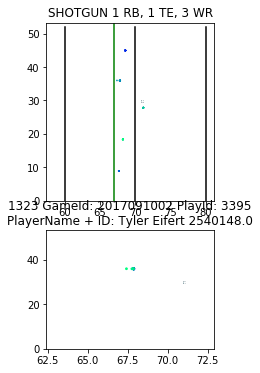 SHOTGUN 1 RB, 1 TE, 3 WR
50
40
30
20
10
0
60 65 70 75 80
1323 GameId: 2017091002 PlayId: 3395
PlayerName + ID: Tyler Eifert 2540148.0
40
20
0
62.5 65.0 67.5 70.0 72.5